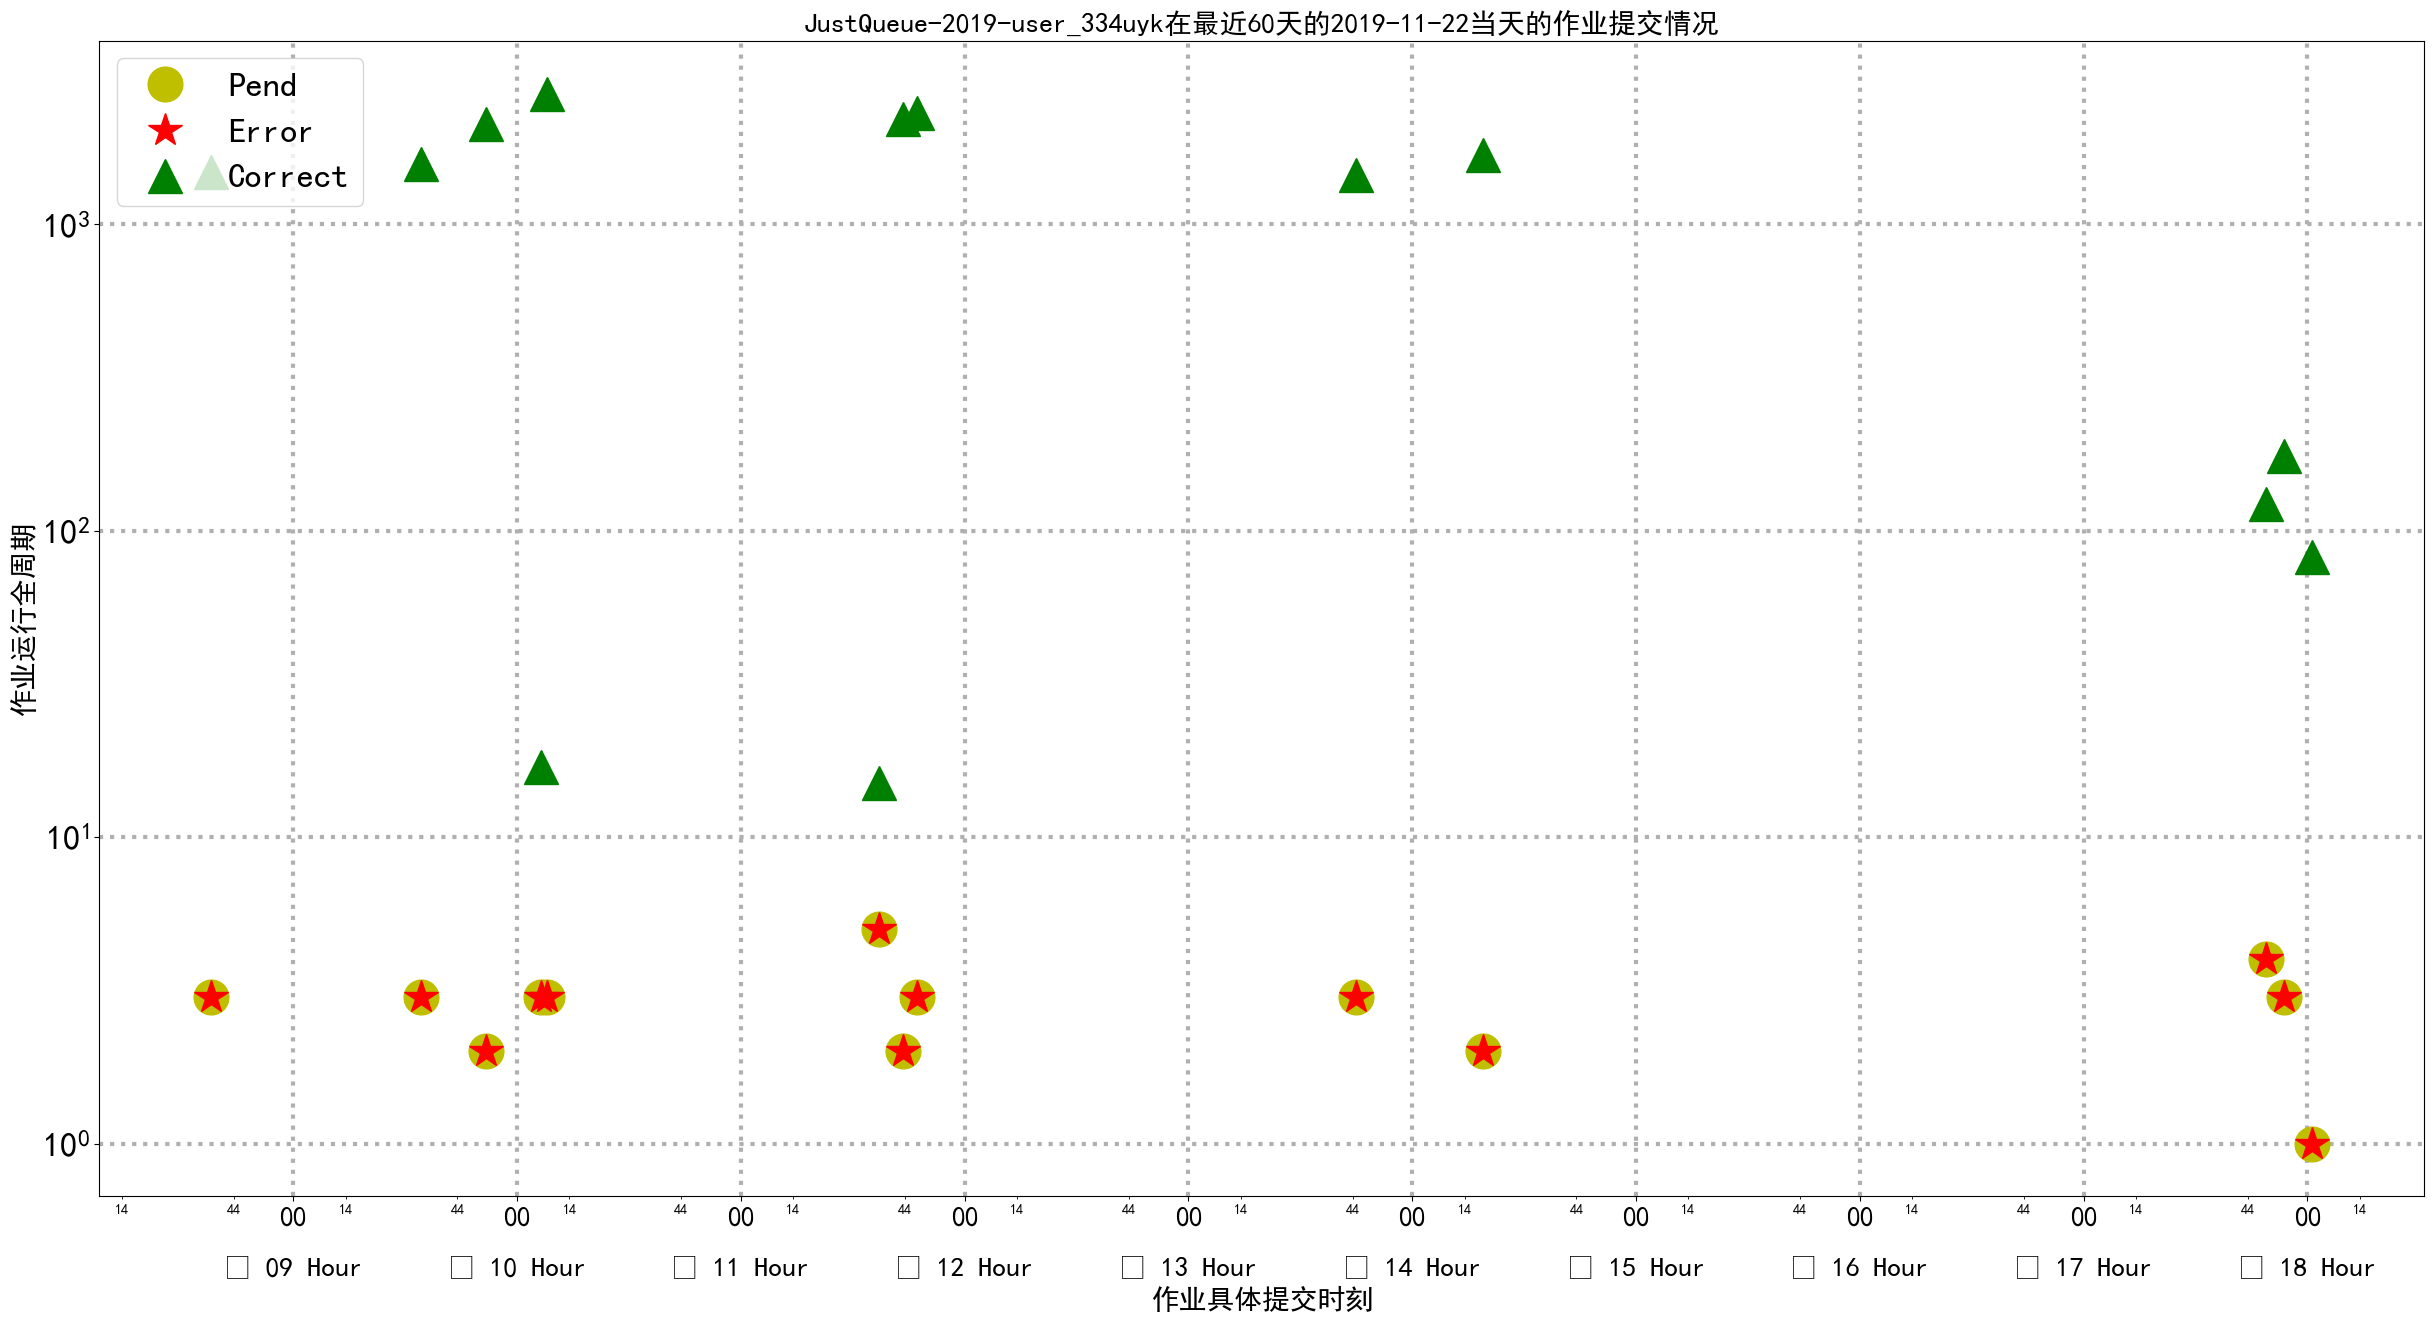 JustQueue-2019-user_334uyk在最近60天的2019-11-22当天的作业提交情况
Pend
Error
Correct
10³
10²
10¹
10⁰
作业运行全周期
14 44 00 14 44 00 14 44 00 14 44 00 14 44 00 14 44 00 14 44 00 14 44 00 14 44 00 14 44 00 14
□ 09 Hour □ 10 Hour □ 11 Hour □ 12 Hour □ 13 Hour □ 14 Hour □ 15 Hour □ 16 Hour □ 17 Hour □ 18 Hour
作业具体提交时刻